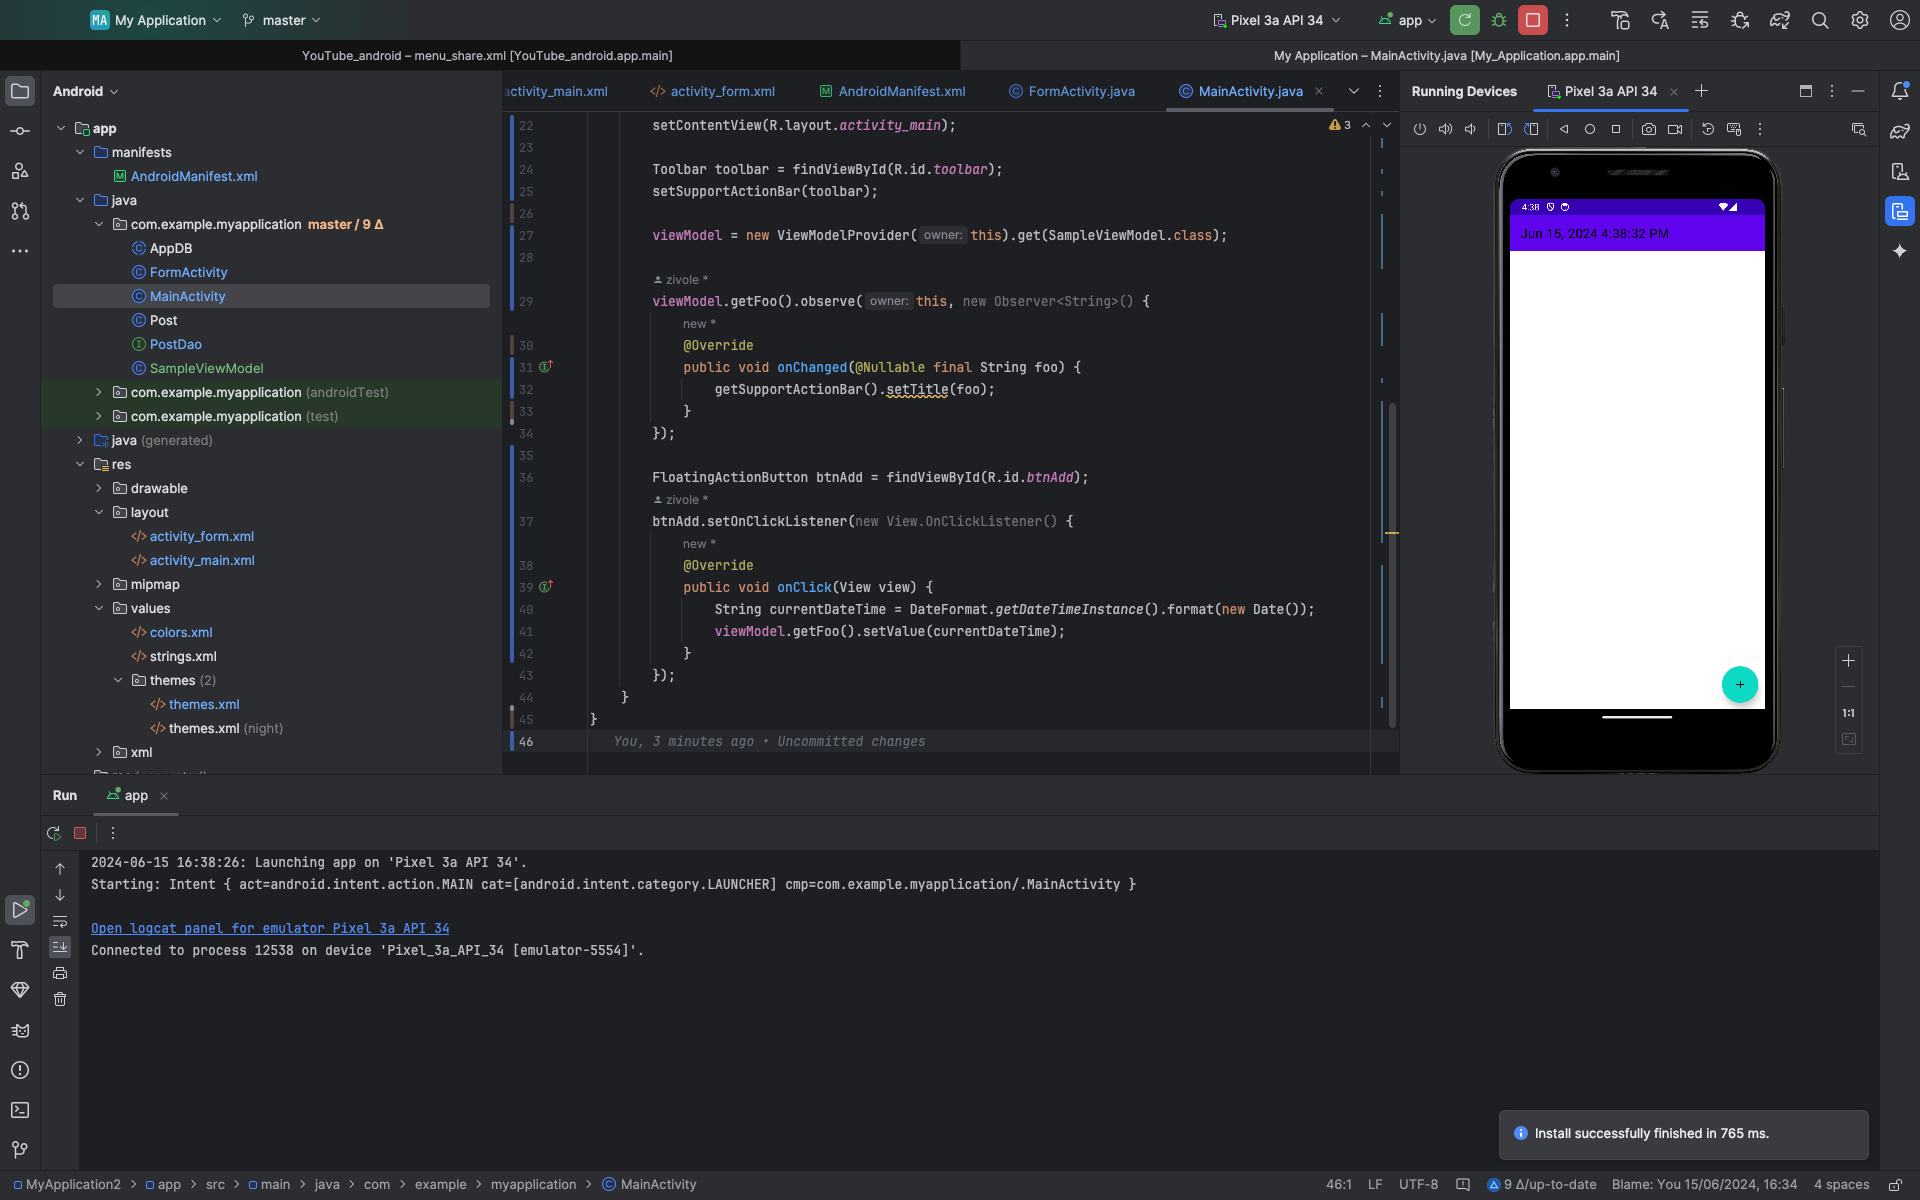 MA My Application master Pixel 3a API 34 app
YouTube_android – menu_share.xml [YouTube_android.app.main] My Application – MainActivity.java [My_Application.app.main]
Android
app
manifests
AndroidManifest.xml
java
com.example.myapplication master / 9 Δ
AppDB
FormActivity
MainActivity
Post
PostDao
SampleViewModel
com.example.myapplication (androidTest)
com.example.myapplication (test)
java (generated)
res
drawable
layout
activity_form.xml
activity_main.xml
mipmap
values
colors.xml
strings.xml
themes (2)
themes.xml
themes.xml (night)
xml
activity_main.xml activity_form.xml AndroidManifest.xml FormActivity.java MainActivity.java
3
22 setContentView(R.layout.activity_main);
23
24 Toolbar toolbar = findViewById(R.id.toolbar);
25 setSupportActionBar(toolbar);
26
27 viewModel = new ViewModelProvider( owner: this).get(SampleViewModel.class);
28
zivole *
29 viewModel.getFoo().observe( owner: this, new Observer<String>() {
new *
30 @Override
31 public void onChanged(@Nullable final String foo) {
32 getSupportActionBar().setTitle(foo);
33 }
34 });
35
36 FloatingActionButton btnAdd = findViewById(R.id.btnAdd);
zivole *
37 btnAdd.setOnClickListener(new View.OnClickListener() {
new *
38 @Override
39 public void onClick(View view) {
40 String currentDateTime = DateFormat.getDateTimeInstance().format(new Date());
41 viewModel.getFoo().setValue(currentDateTime);
42 }
43 });
44 }
45 }
46 You, 3 minutes ago • Uncommitted changes
Running Devices Pixel 3a API 34
4:38
Jun 15, 2024 4:38:32 PM
+
1:1
Run app
2024-06-15 16:38:26: Launching app on 'Pixel 3a API 34'.
Starting: Intent { act=android.intent.action.MAIN cat=[android.intent.category.LAUNCHER] cmp=com.example.myapplication/.MainActivity }
Open logcat panel for emulator Pixel 3a API 34
Connected to process 12538 on device 'Pixel_3a_API_34 [emulator-5554]'.
Install successfully finished in 765 ms.
MyApplication2 > app > src > main > java > com > example > myapplication > MainActivity 46:1 LF UTF-8 9 Δ/up-to-date Blame: You 15/06/2024, 16:34 4 spaces